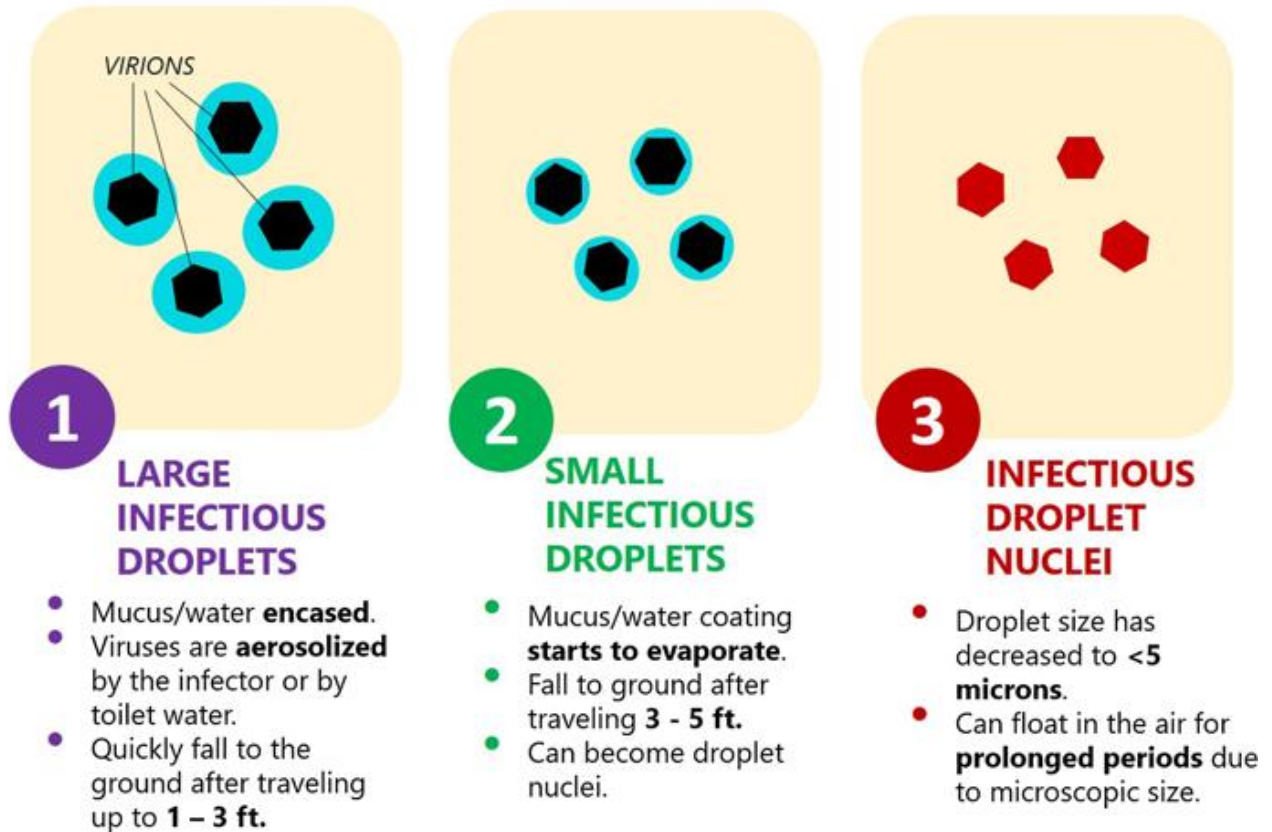 VIRIONS
1
LARGE
INFECTIOUS
DROPLETS
• Mucus/water encased.
• Viruses are aerosolized
by the infector or by
toilet water.
• Quickly fall to the
ground after traveling
up to 1 – 3 ft.
2
SMALL
INFECTIOUS
DROPLETS
• Mucus/water coating
starts to evaporate.
• Fall to ground after
traveling 3 - 5 ft.
• Can become droplet
nuclei.
3
INFECTIOUS
DROPLET
NUCLEI
• Droplet size has
decreased to <5
microns.
• Can float in the air for
prolonged periods due
to microscopic size.